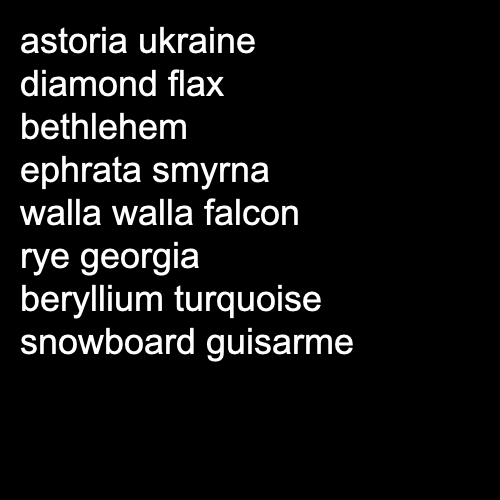 astoria ukraine
diamond flax
bethlehem
ephrata smyrna
walla walla falcon
rye georgia
beryllium turquoise
snowboard guisarme